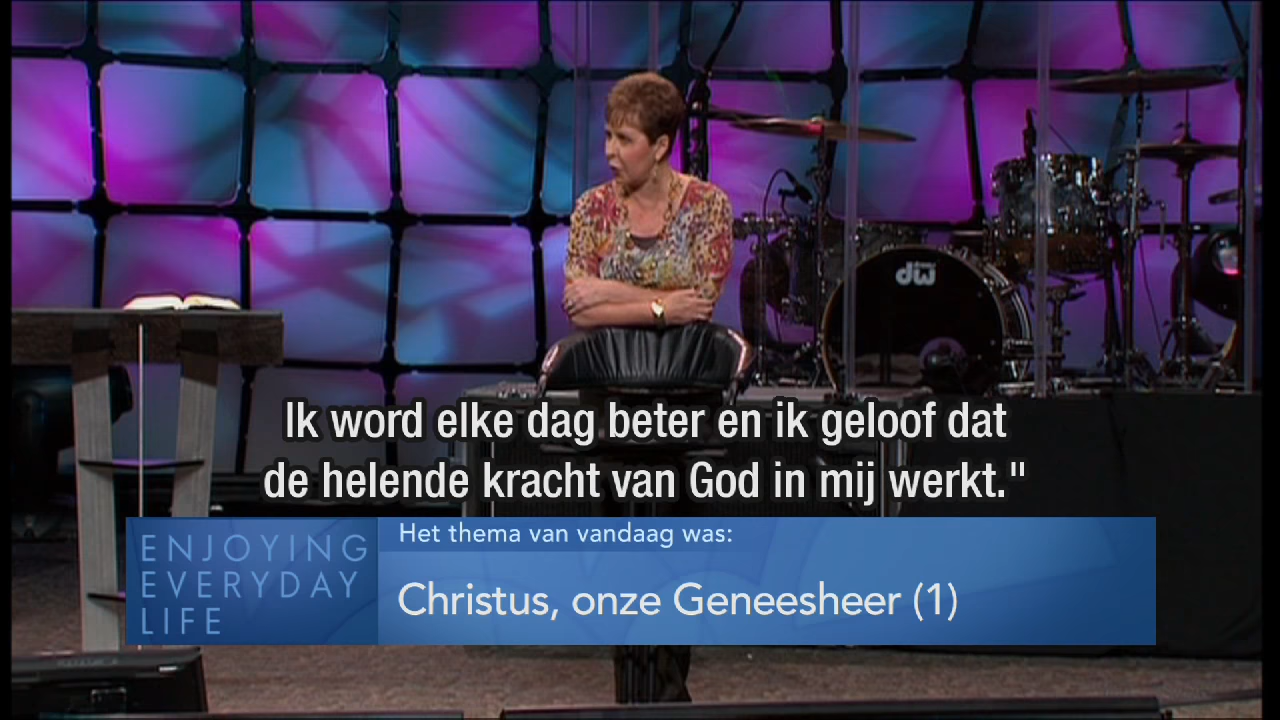 dw
Ik word elke dag beter en ik geloof dat
de helende kracht van God in mij werkt."
ENJOYING
EVERYDAY
LIFE
Het thema van vandaag was:
Christus, onze Geneesheer (1)